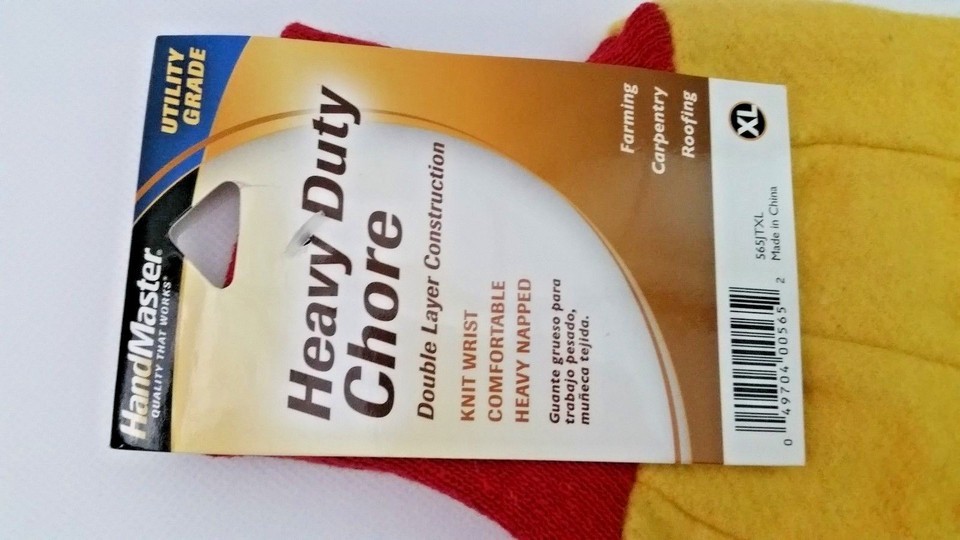 HandMaster®
QUALITY THAT WORKS®
UTILITY
GRADE
Heavy Duty
Chore
Double Layer Construction
KNIT WRIST
COMFORTABLE
HEAVY NAPPED
Guante grueso para
trabajo pesado,
muñeca tejida.
Farming
Carpentry
Roofing
XL
565JTXL
Made in China
0 49704 00565 2